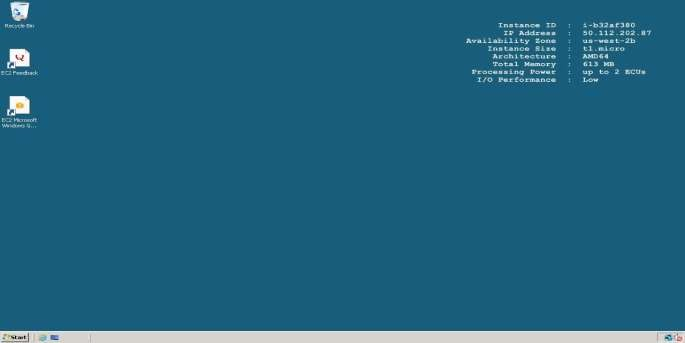 Recycle Bin
EC2 Feedback
EC2 Microsoft
Windows G...
Instance ID : i-b32af380
IP Address : 50.112.202.87
Availability Zone : us-west-2b
Instance Size : t1.micro
Architecture : AMD64
Total Memory : 613 MB
Processing Power : up to 2 ECUs
I/O Performance : Low
Start